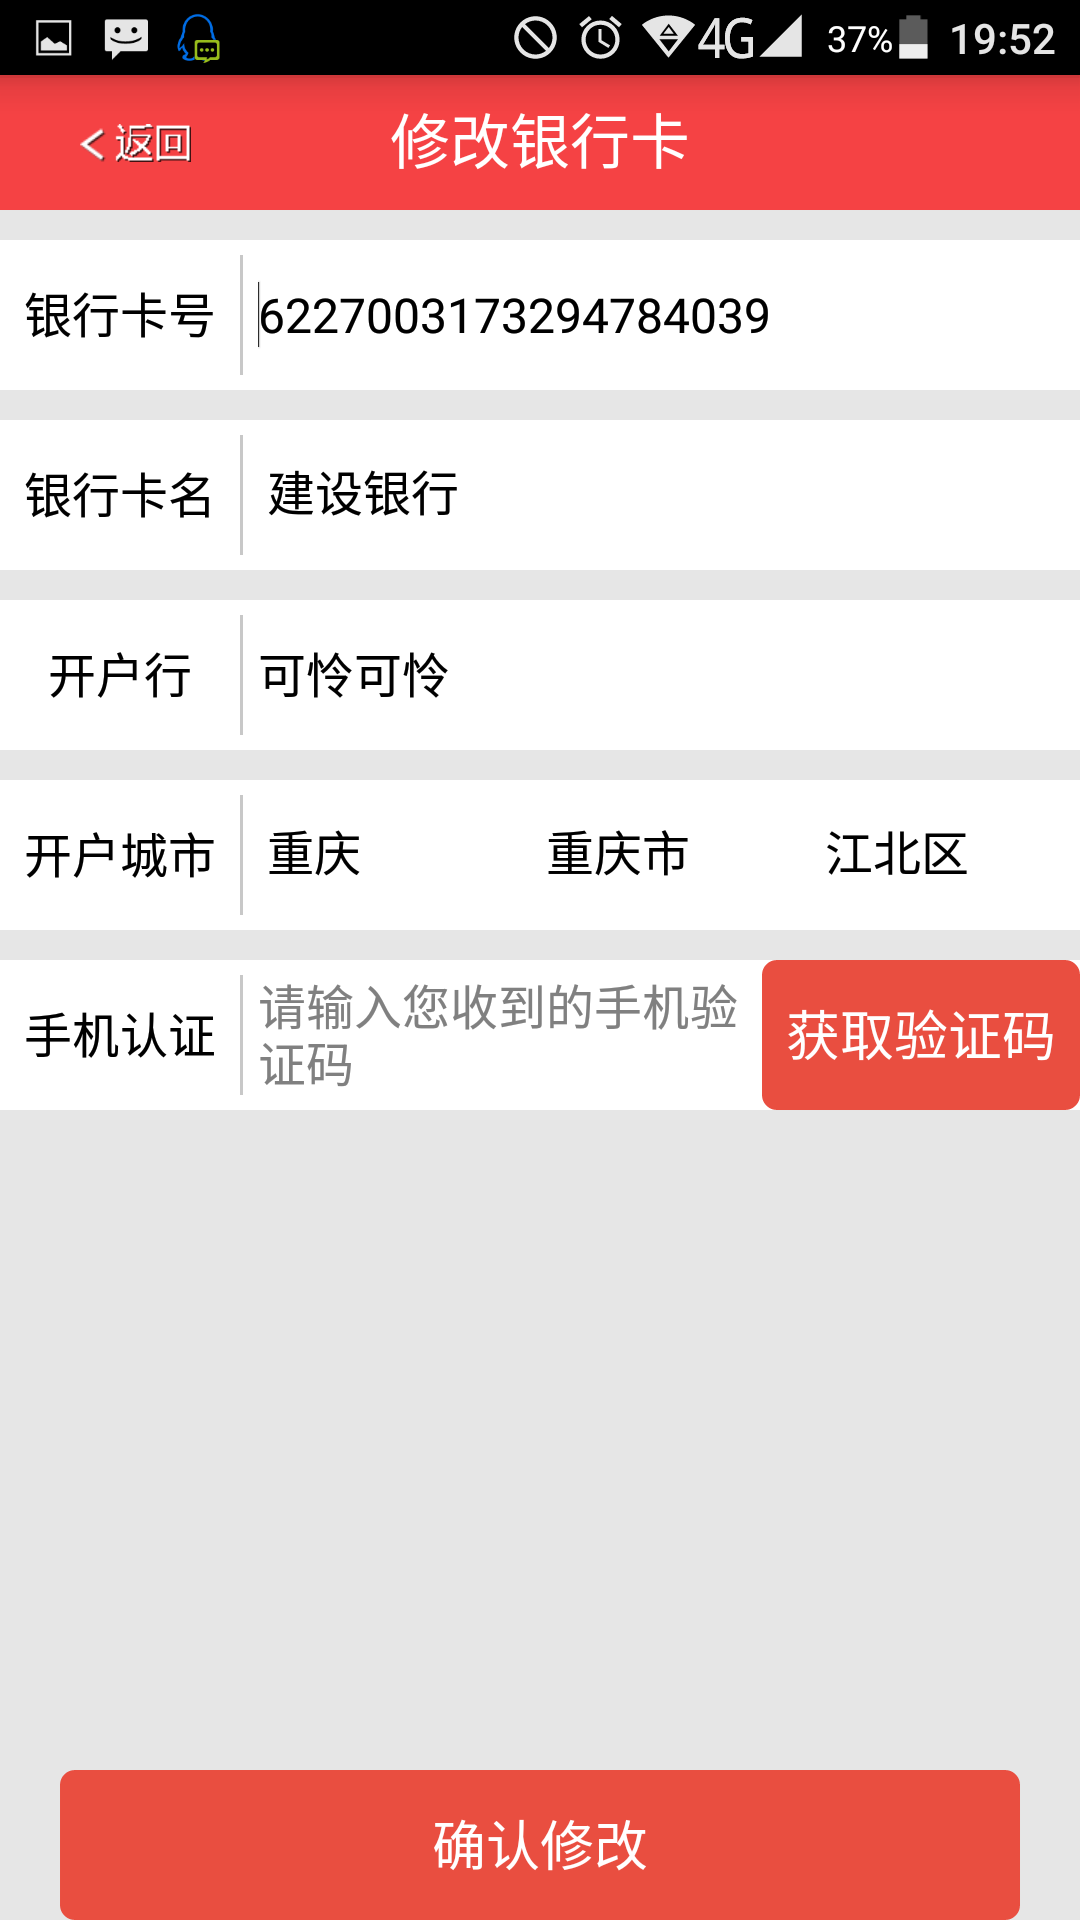 4G 37% 19:52
返回 修改银行卡
银行卡号 6227003173294784039
银行卡名 建设银行
开户行 可怜可怜
开户城市 重庆 重庆市 江北区
手机认证 请输入您收到的手机验证码 获取验证码
确认修改